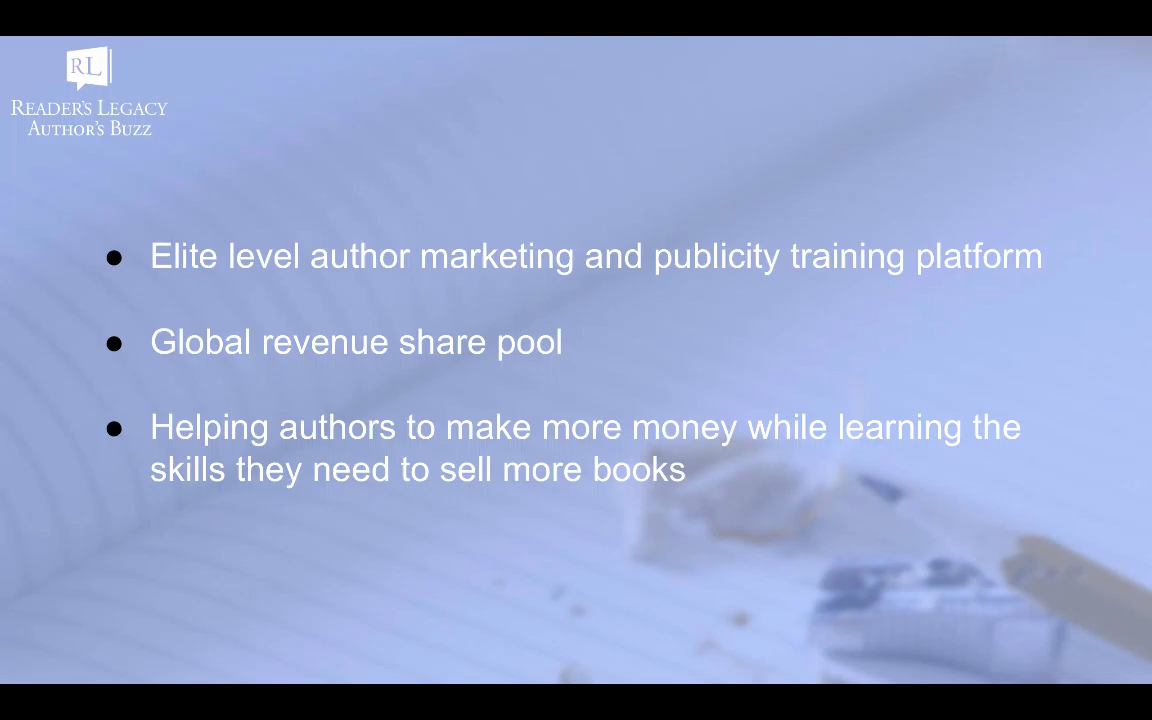 RL
READER'S LEGACY
AUTHOR'S BUZZ
● Elite level author marketing and publicity training platform
● Global revenue share pool
● Helping authors to make more money while learning the
skills they need to sell more books